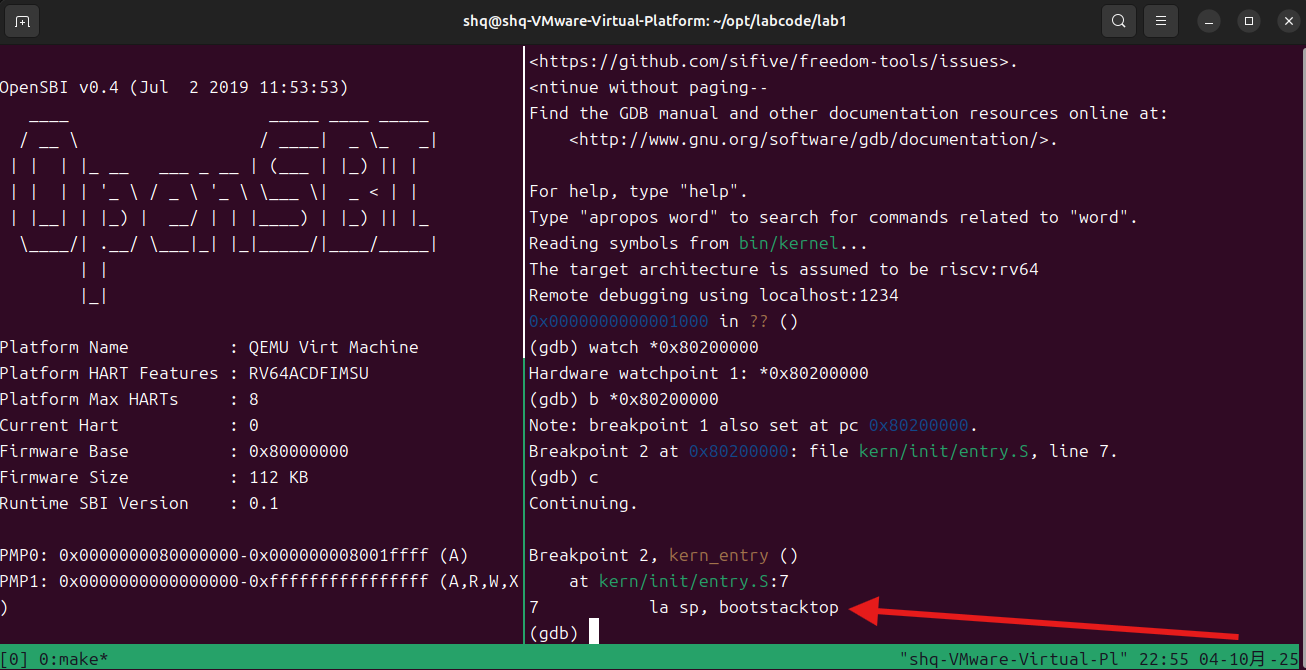 shq@shq-VMware-Virtual-Platform: ~/opt/labcode/lab1
OpenSBI v0.4 (Jul  2 2019 11:53:53)
   ____                    _____ ____ _____
  / __ \                  / ____|  _ \_   _|
 | |  | |_ __   ___ _ __ | (___ | |_) || |
 | |  | | '_ \ / _ \ '_ \ \___ \|  _ < | |
 | |__| | |_) |  __/ | | |____) | |_) || |_
  \____/| .__/ \___|_| |_|_____/|____/_____|
        | |
        |_|
Platform Name          : QEMU Virt Machine
Platform HART Features : RV64ACDFIMSU
Platform Max HARTs     : 8
Current Hart           : 0
Firmware Base          : 0x80000000
Firmware Size          : 112 KB
Runtime SBI Version    : 0.1
PMP0: 0x0000000080000000-0x000000008001ffff (A)
PMP1: 0x0000000000000000-0xffffffffffffffff (A,R,W,X
)
<https://github.com/sifive/freedom-tools/issues>.
<ntinue without paging--
Find the GDB manual and other documentation resources online at:
    <http://www.gnu.org/software/gdb/documentation/>.
For help, type "help".
Type "apropos word" to search for commands related to "word".
Reading symbols from bin/kernel...
The target architecture is assumed to be riscv:rv64
Remote debugging using localhost:1234
0x0000000000001000 in ?? ()
(gdb) watch *0x80200000
Hardware watchpoint 1: *0x80200000
(gdb) b *0x80200000
Note: breakpoint 1 also set at pc 0x80200000.
Breakpoint 2 at 0x80200000: file kern/init/entry.S, line 7.
(gdb) c
Continuing.
Breakpoint 2, kern_entry ()
    at kern/init/entry.S:7
7           la sp, bootstacktop
(gdb)
[0] 0:make* "shq-VMware-Virtual-Pl" 22:55 04-10月-25